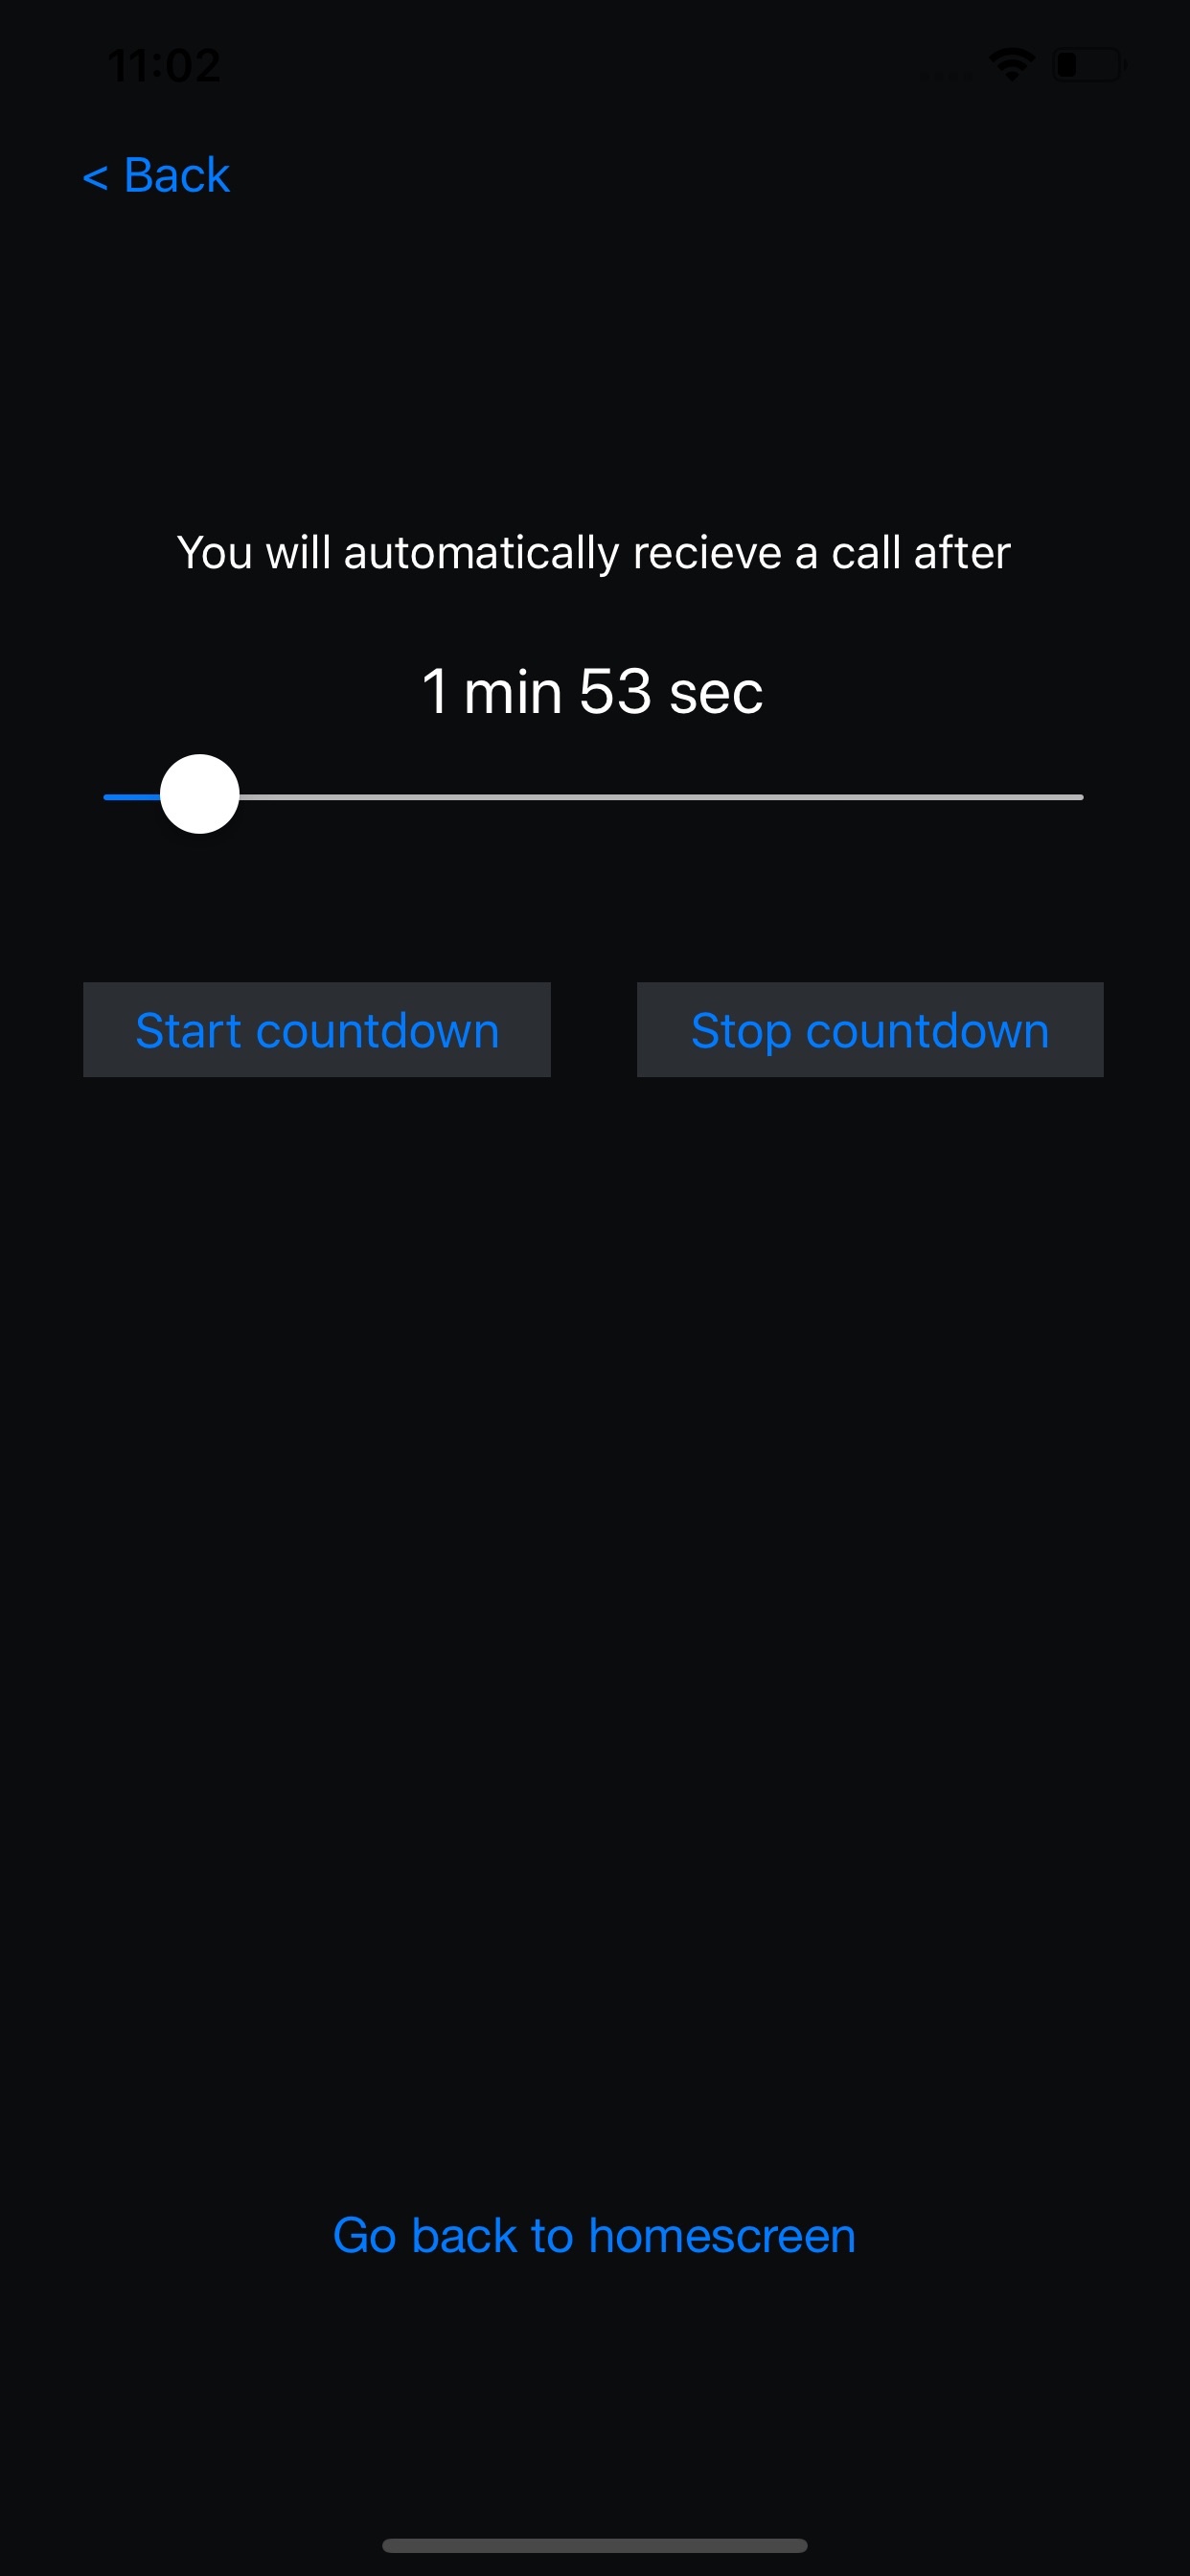 11:02
< Back
You will automatically recieve a call after
1 min 53 sec
Start countdown
Stop countdown
Go back to homescreen